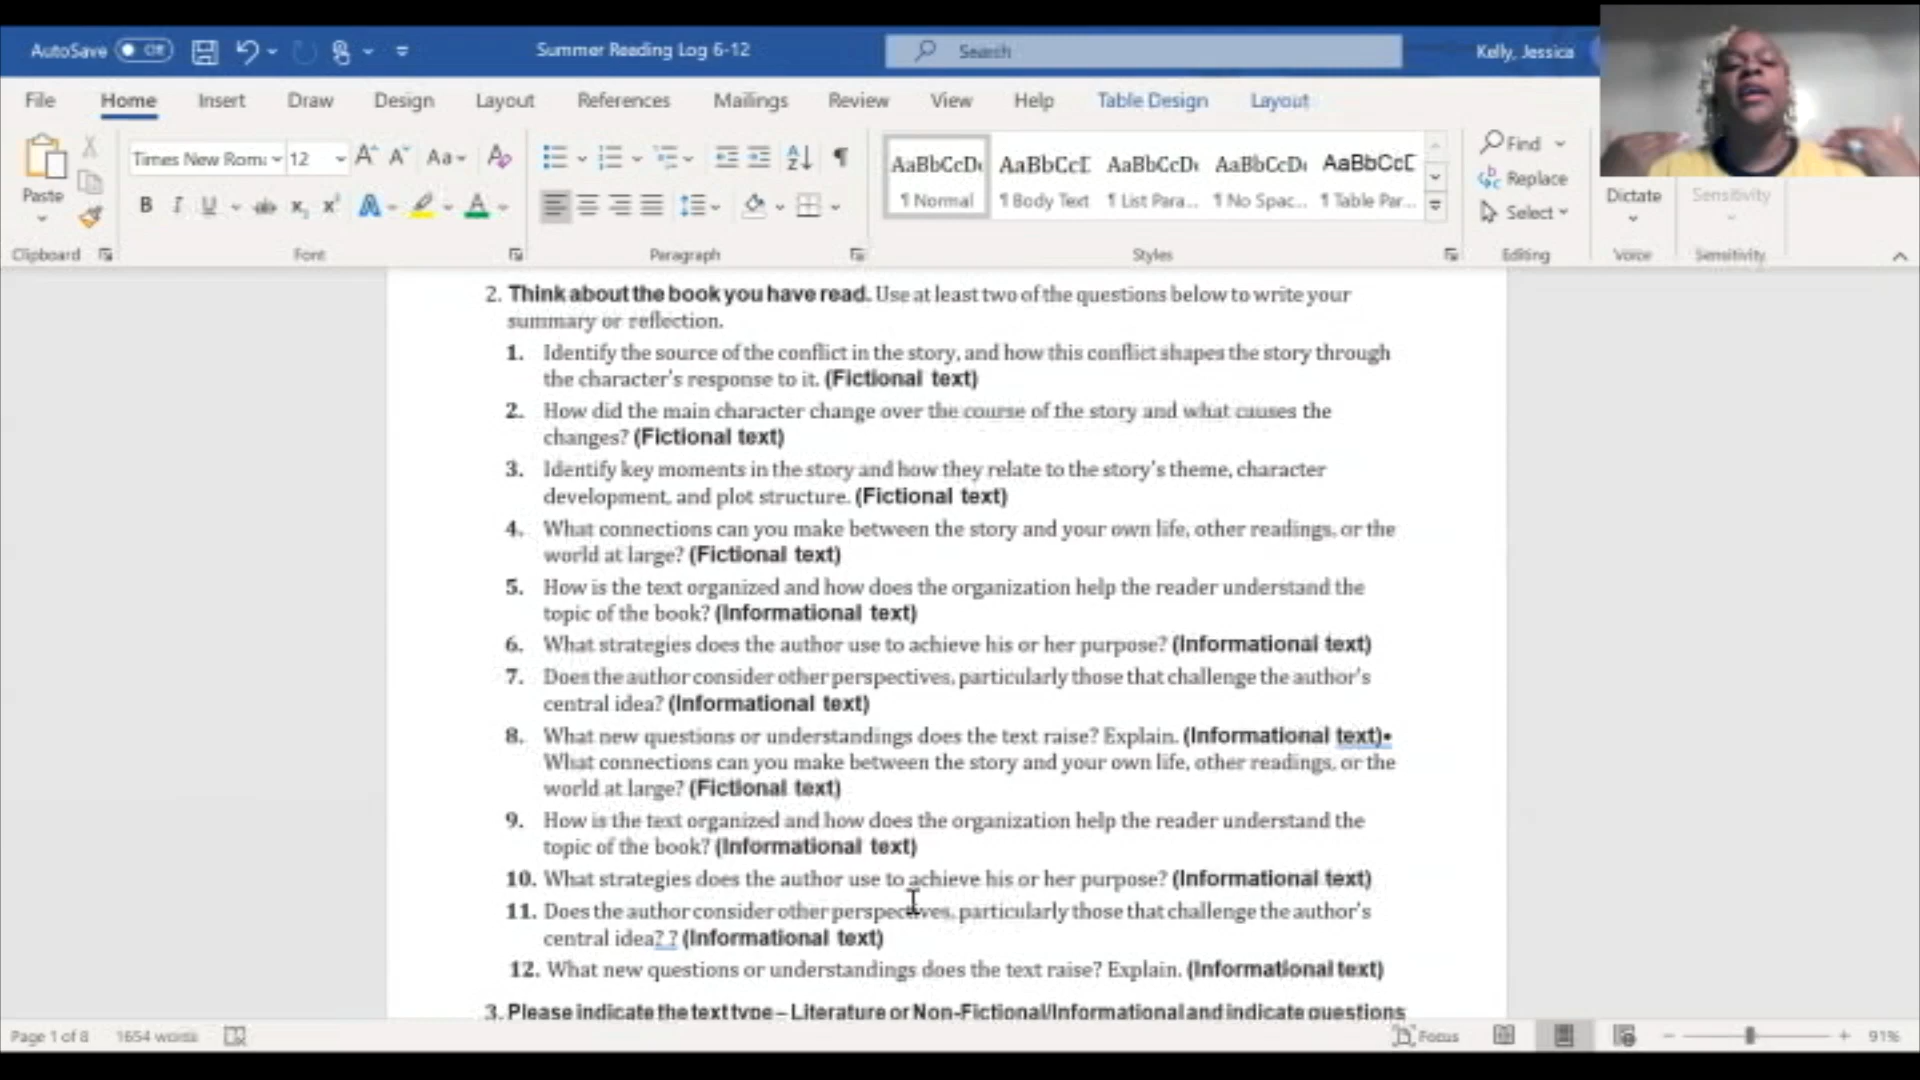 AutoSave Off Summer Reading Log 6-12 Search Kelly, Jessica
File Home Insert Draw Design Layout References Mailings Review View Help Table Design Layout
Times New Roma 12 Aa AaBbCcDc AaBbCcD AaBbCcDc AaBbCcDc AaBbCcD Find
Paste B I U ab x x A A ¶ Normal ¶ Body Text ¶ List Para... ¶ No Spac... ¶ Table Par... Replace Select Dictate Sensitivity
Clipboard Font Paragraph Styles Editing Voice Sensitivity
2. Think about the book you have read. Use at least two of the questions below to write your
summary or reflection.
1. Identify the source of the conflict in the story, and how this conflict shapes the story through
the character's response to it. (Fictional text)
2. How did the main character change over the course of the story and what causes the
changes? (Fictional text)
3. Identify key moments in the story and how they relate to the story's theme, character
development, and plot structure. (Fictional text)
4. What connections can you make between the story and your own life, other readings, or the
world at large? (Fictional text)
5. How is the text organized and how does the organization help the reader understand the
topic of the book? (Informational text)
6. What strategies does the author use to achieve his or her purpose? (Informational text)
7. Does the author consider other perspectives, particularly those that challenge the author's
central idea? (Informational text)
8. What new questions or understandings does the text raise? Explain. (Informational text)•
What connections can you make between the story and your own life, other readings, or the
world at large? (Fictional text)
9. How is the text organized and how does the organization help the reader understand the
topic of the book? (Informational text)
10. What strategies does the author use to achieve his or her purpose? (Informational text)
11. Does the author consider other perspectives, particularly those that challenge the author's
central idea? ? (Informational text)
12. What new questions or understandings does the text raise? Explain. (Informational text)
3. Please indicate the text type – Literature or Non-Fictional/Informational and indicate questions
Page 1 of 8 1654 words Focus 91%